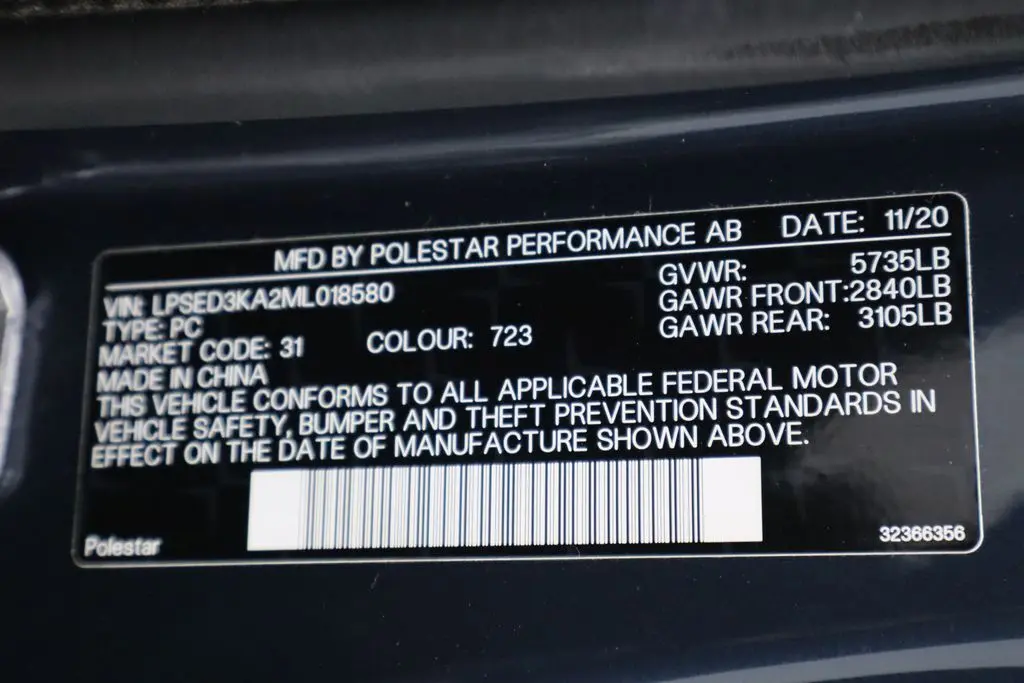 MFD BY POLESTAR PERFORMANCE AB DATE: 11/20
VIN: LPSED3KA2ML018580 GVWR: 5735LB
TYPE: PC GAWR FRONT:2840LB
MARKET CODE: 31 COLOUR: 723 GAWR REAR: 3105LB
MADE IN CHINA
THIS VEHICLE CONFORMS TO ALL APPLICABLE FEDERAL MOTOR
VEHICLE SAFETY, BUMPER AND THEFT PREVENTION STANDARDS IN
EFFECT ON THE DATE OF MANUFACTURE SHOWN ABOVE.
Polestar 32366356